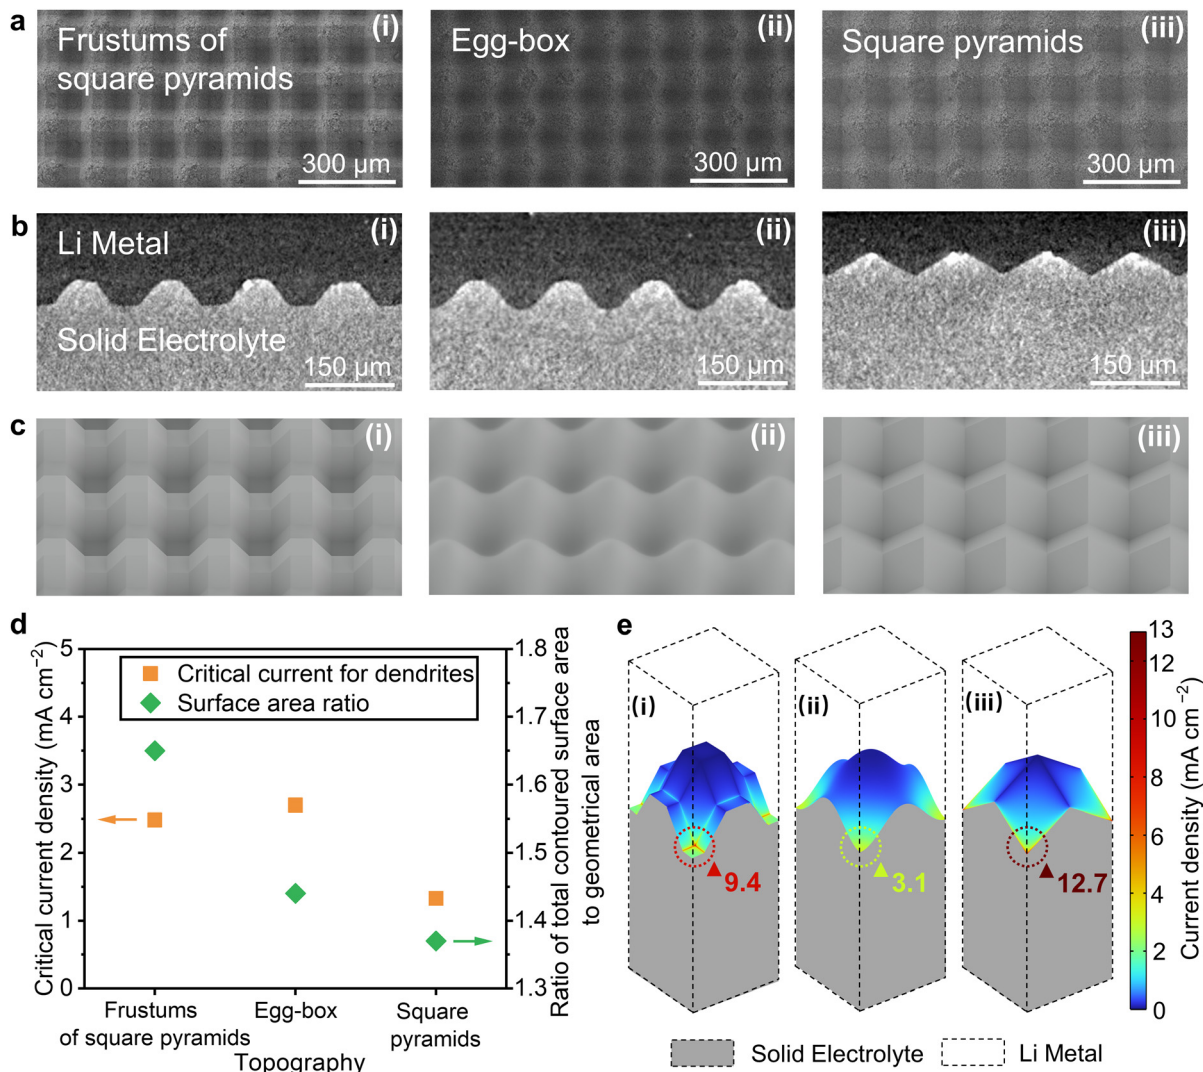 a
Frustums of
square pyramids
(i)
300 µm
Egg-box
(ii)
300 µm
Square pyramids
(iii)
300 µm
b
Li Metal
(i)
Solid Electrolyte
150 µm
(ii)
150 µm
(iii)
150 µm
c
(i)
(ii)
(iii)
d
Critical current density (mA cm⁻²)
5
4
3
2
1
0
Critical current for dendrites
Surface area ratio
1.8
1.7
1.6
1.5
1.4
1.3
Ratio of total contoured surface area
to geometrical area
Frustums
of square pyramids
Egg-box
Square
pyramids
Topography
e
(i)
9.4
(ii)
3.1
(iii)
12.7
13
12
10
8
6
4
2
0
Current density (mA cm⁻²)
Solid Electrolyte
Li Metal